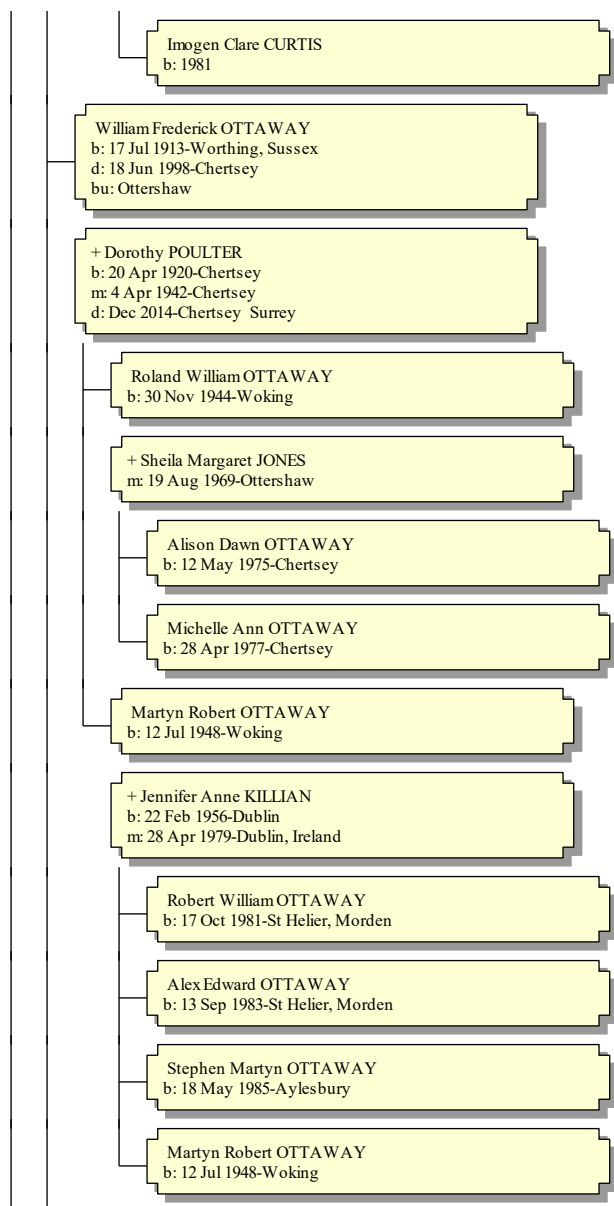 Imogen Clare CURTIS
b: 1981
William Frederick OTTAWAY
b: 17 Jul 1913-Worthing, Sussex
d: 18 Jun 1998-Chertsey
bu: Ottershaw
+ Dorothy POULTER
b: 20 Apr 1920-Chertsey
m: 4 Apr 1942-Chertsey
d: Dec 2014-Chertsey  Surrey
Roland William OTTAWAY
b: 30 Nov 1944-Woking
+ Sheila Margaret JONES
m: 19 Aug 1969-Ottershaw
Alison Dawn OTTAWAY
b: 12 May 1975-Chertsey
Michelle Ann OTTAWAY
b: 28 Apr 1977-Chertsey
Martyn Robert OTTAWAY
b: 12 Jul 1948-Woking
+ Jennifer Anne KILLIAN
b: 22 Feb 1956-Dublin
m: 28 Apr 1979-Dublin, Ireland
Robert William OTTAWAY
b: 17 Oct 1981-St Helier, Morden
Alex Edward OTTAWAY
b: 13 Sep 1983-St Helier, Morden
Stephen Martyn OTTAWAY
b: 18 May 1985-Aylesbury
Martyn Robert OTTAWAY
b: 12 Jul 1948-Woking